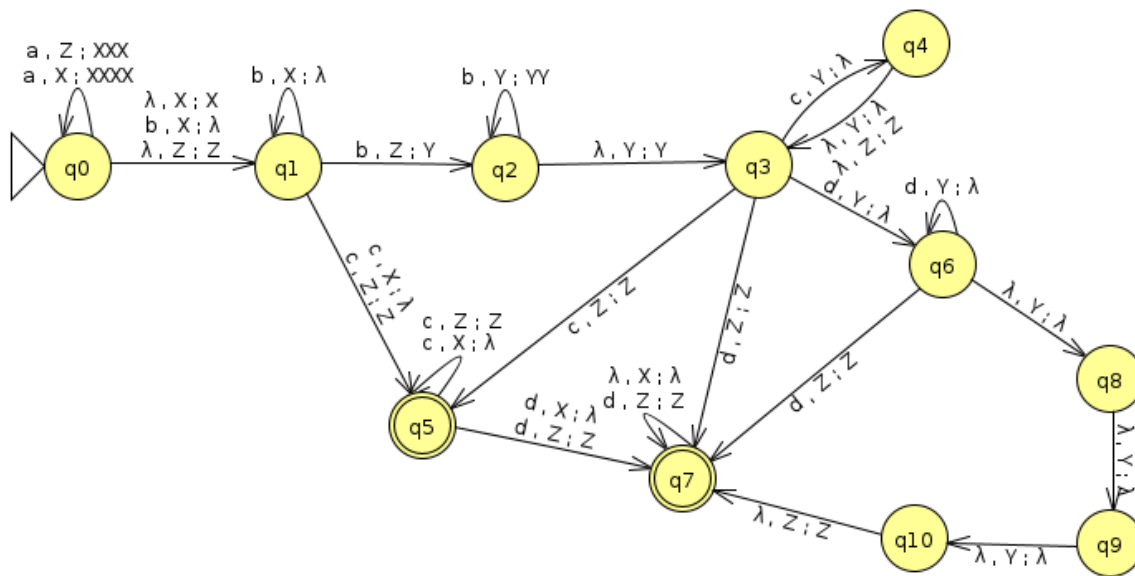 a , Z ; XXX
a , X ; XXXX
λ , X ; X
b , X ; λ
λ , Z ; Z
b , X ; λ
b , Z ; Y
b , Y ; YY
λ , Y ; Y
c , Y ; λ
λ , Y ; λ
λ , Z ; Z
d , Y ; λ
d , Y ; λ
q0
q1
q2
q3
q4
q6
c , X ; λ
c , Z ; Z
c , Z ; Z
c , X ; λ
c , Z ; Z
d , Z ; Z
d , Z ; Z
λ , Y ; λ
q8
λ , X ; λ
d , Z ; Z
d , X ; λ
d , Z ; Z
q5
q7
λ , Y ; λ
λ , Z ; Z
q10
λ , Y ; λ
q9